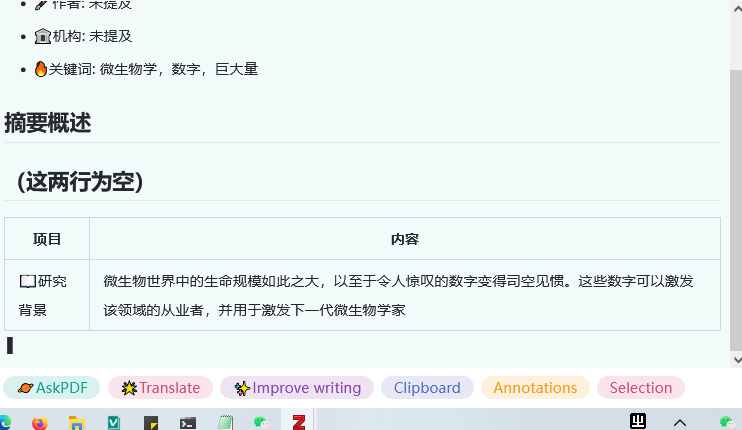 作者: 未提及
机构: 未提及
关键词: 微生物学，数字，巨大量
摘要概述
（这两行为空）
项目 内容
研究背景 微生物世界中的生命规模如此之大，以至于令人惊叹的数字变得司空见惯。这些数字可以激发
该领域的从业者，并用于激发下一代微生物学家
AskPDF Translate Improve writing Clipboard Annotations Selection